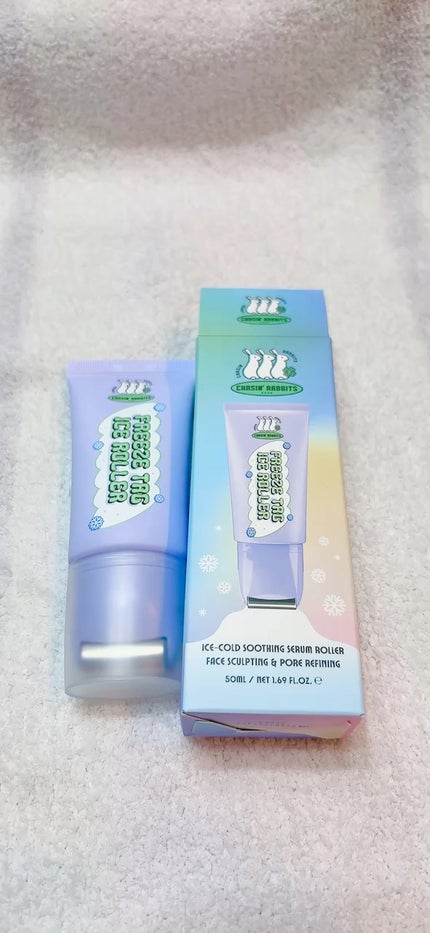 CHASIN' RABBITS
CHASIN' RABBITS
CHASIN' RABBITS
FREEZE TAG
ICE ROLLER
CHASIN' RABBITS
FREEZE TAG
ICE ROLLER
ICE-COLD SOOTHING SERUM ROLLER
FACE SCULPTING & PORE REFINING
50ML / NET 1.69 FL.OZ. ℮